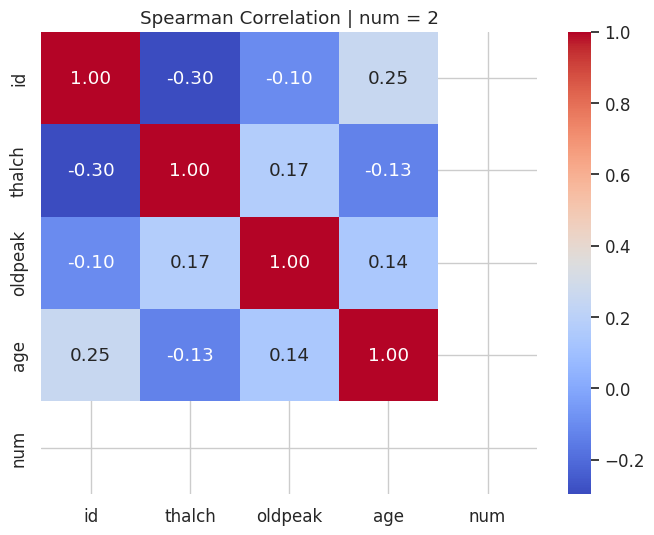 Spearman Correlation | num = 2
id 1.00 -0.30 -0.10 0.25
thalch -0.30 1.00 0.17 -0.13
oldpeak -0.10 0.17 1.00 0.14
age 0.25 -0.13 0.14 1.00
num
id thalch oldpeak age num
1.0
0.8
0.6
0.4
0.2
0.0
−0.2